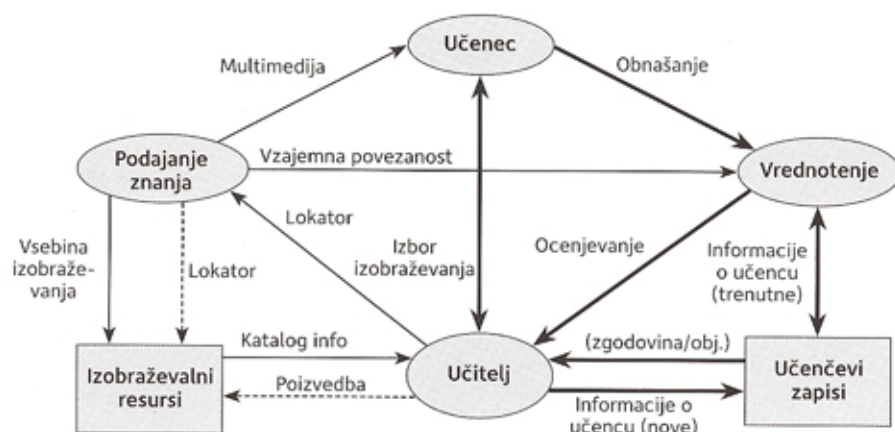 Učenec
Multimedija
Obnašanje
Podajanje
znanja
Vzajemna povezanost
Vrednotenje
Vsebina
izobraže-
vanja
Lokator
Lokator
Izbor
izobraževanja
Ocenjevanje
Informacije
o učencu
(trenutne)
Izobraževalni
resursi
Katalog info
Poizvedba
Učitelj
(zgodovina/obj.)
Informacije o
učencu (nove)
Učenčevi
zapisi